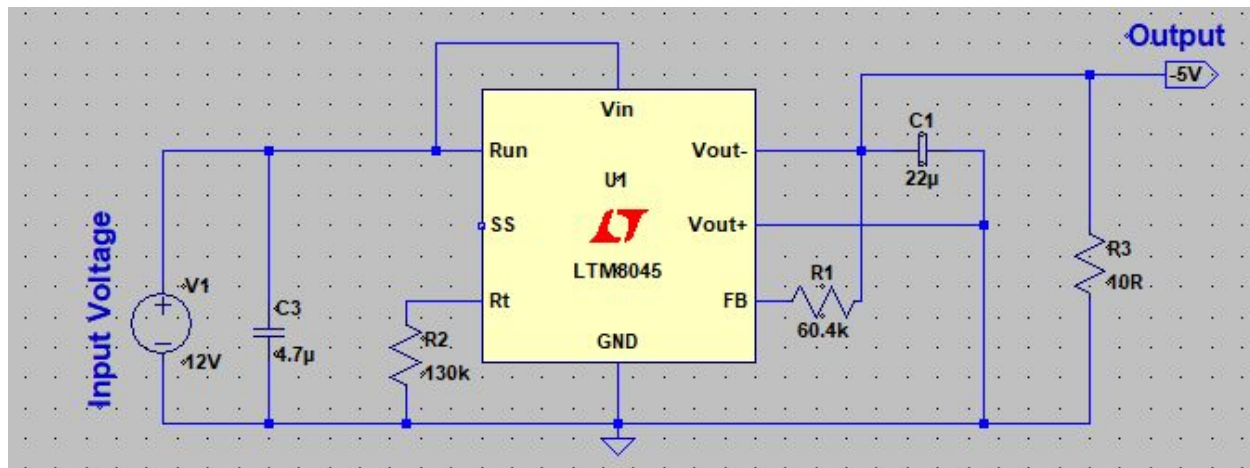 Output
-5V
Vin
C1
Run
Vout-
U1
22µ
Input Voltage
SS
Vout+
LTM8045
V1
R3
R1
10R
C3
Rt
FB
60.4k
R2
GND
12V
4.7µ
130k